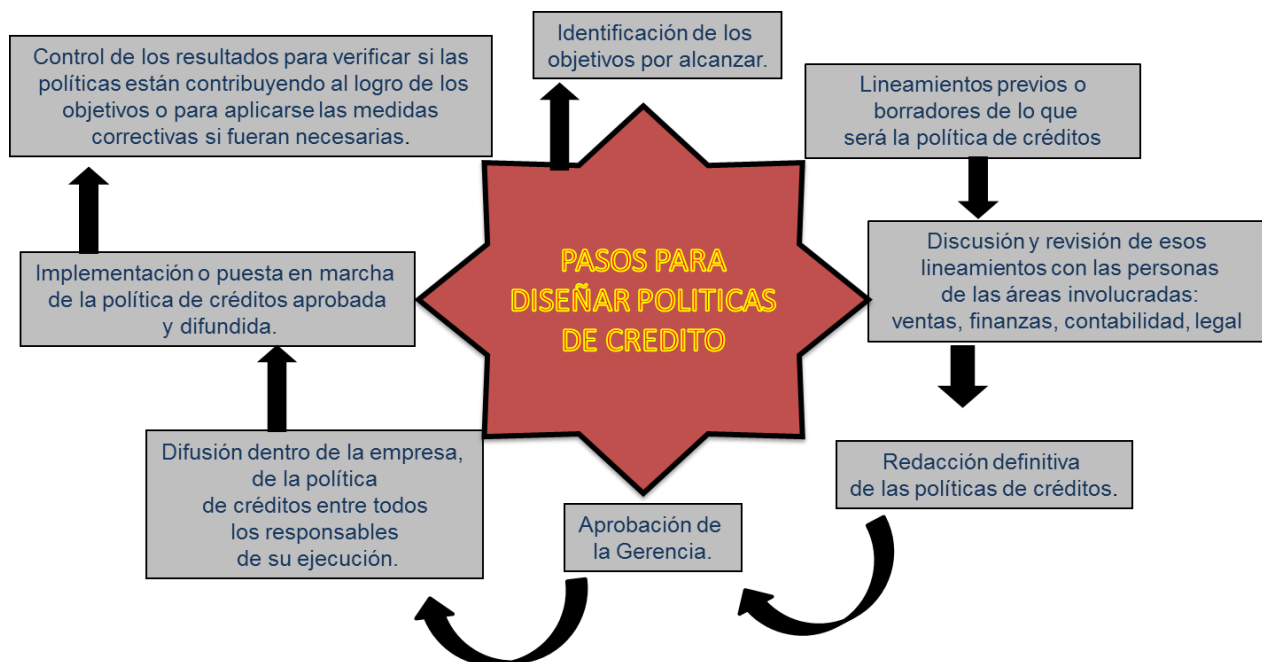 Identificación de los
objetivos por alcanzar.
Lineamientos previos o
borradores de lo que
será la política de créditos
Discusión y revisión de esos
lineamientos con las personas
de las áreas involucradas:
ventas, finanzas, contabilidad, legal
Redacción definitiva
de las políticas de créditos.
Aprobación de
la Gerencia.
Difusión dentro de la empresa,
de la política
de créditos entre todos
los responsables
de su ejecución.
Implementación o puesta en marcha
de la política de créditos aprobada
y difundida.
Control de los resultados para verificar si las
políticas están contribuyendo al logro de los
objetivos o para aplicarse las medidas
correctivas si fueran necesarias.
PASOS PARA
DISEÑAR POLITICAS
DE CREDITO